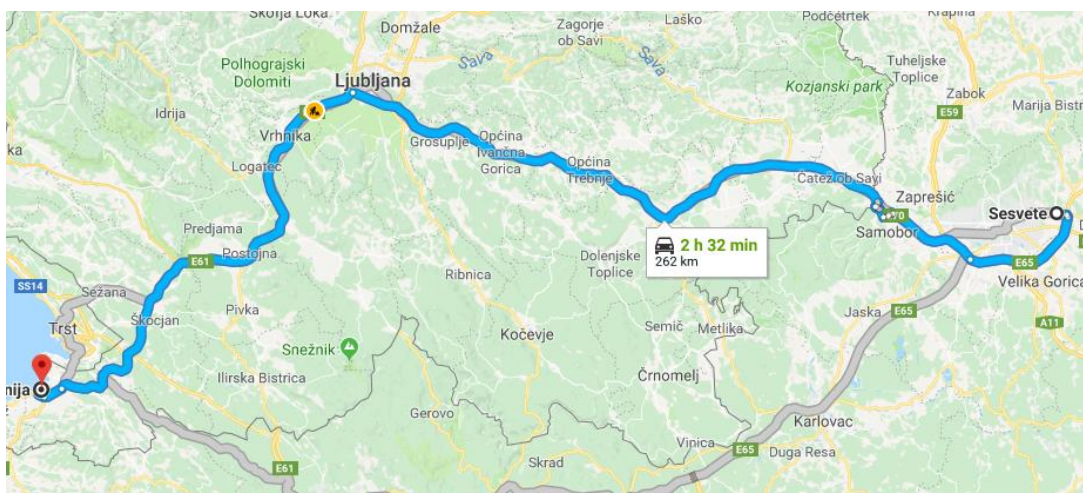 Škofja Loka
Domžale
Zagorje
ob Savi
Laško
Podčetrtek
Krapina
Polhograjski
Dolomiti
Sava
Sava
Tuheljske
Toplice
Ljubljana
Kozjanski park
Zabok
Idrija
Marija Bist
E59
Vrhnika
Grosuplje
Općina
Ivančna
Gorica
Logatec
Općina
Trebnje
Čatež ob Savi
Zaprešić
Sesvete
Samobor
Predjama
2 h 32 min
262 km
Postojna
E61
Dolenjske
Toplice
E65
Velika Gorica
SS14
Sežana
Ribnica
Pivka
Jaska
E65
Škocjan
Semič
Metlika
A11
Trst
Kočevje
Snežnik
nija
Ilirska Bistrica
Črnomelj
Gerovo
Karlovac
Vinica
E65
Duga Resa
Skrad
E61